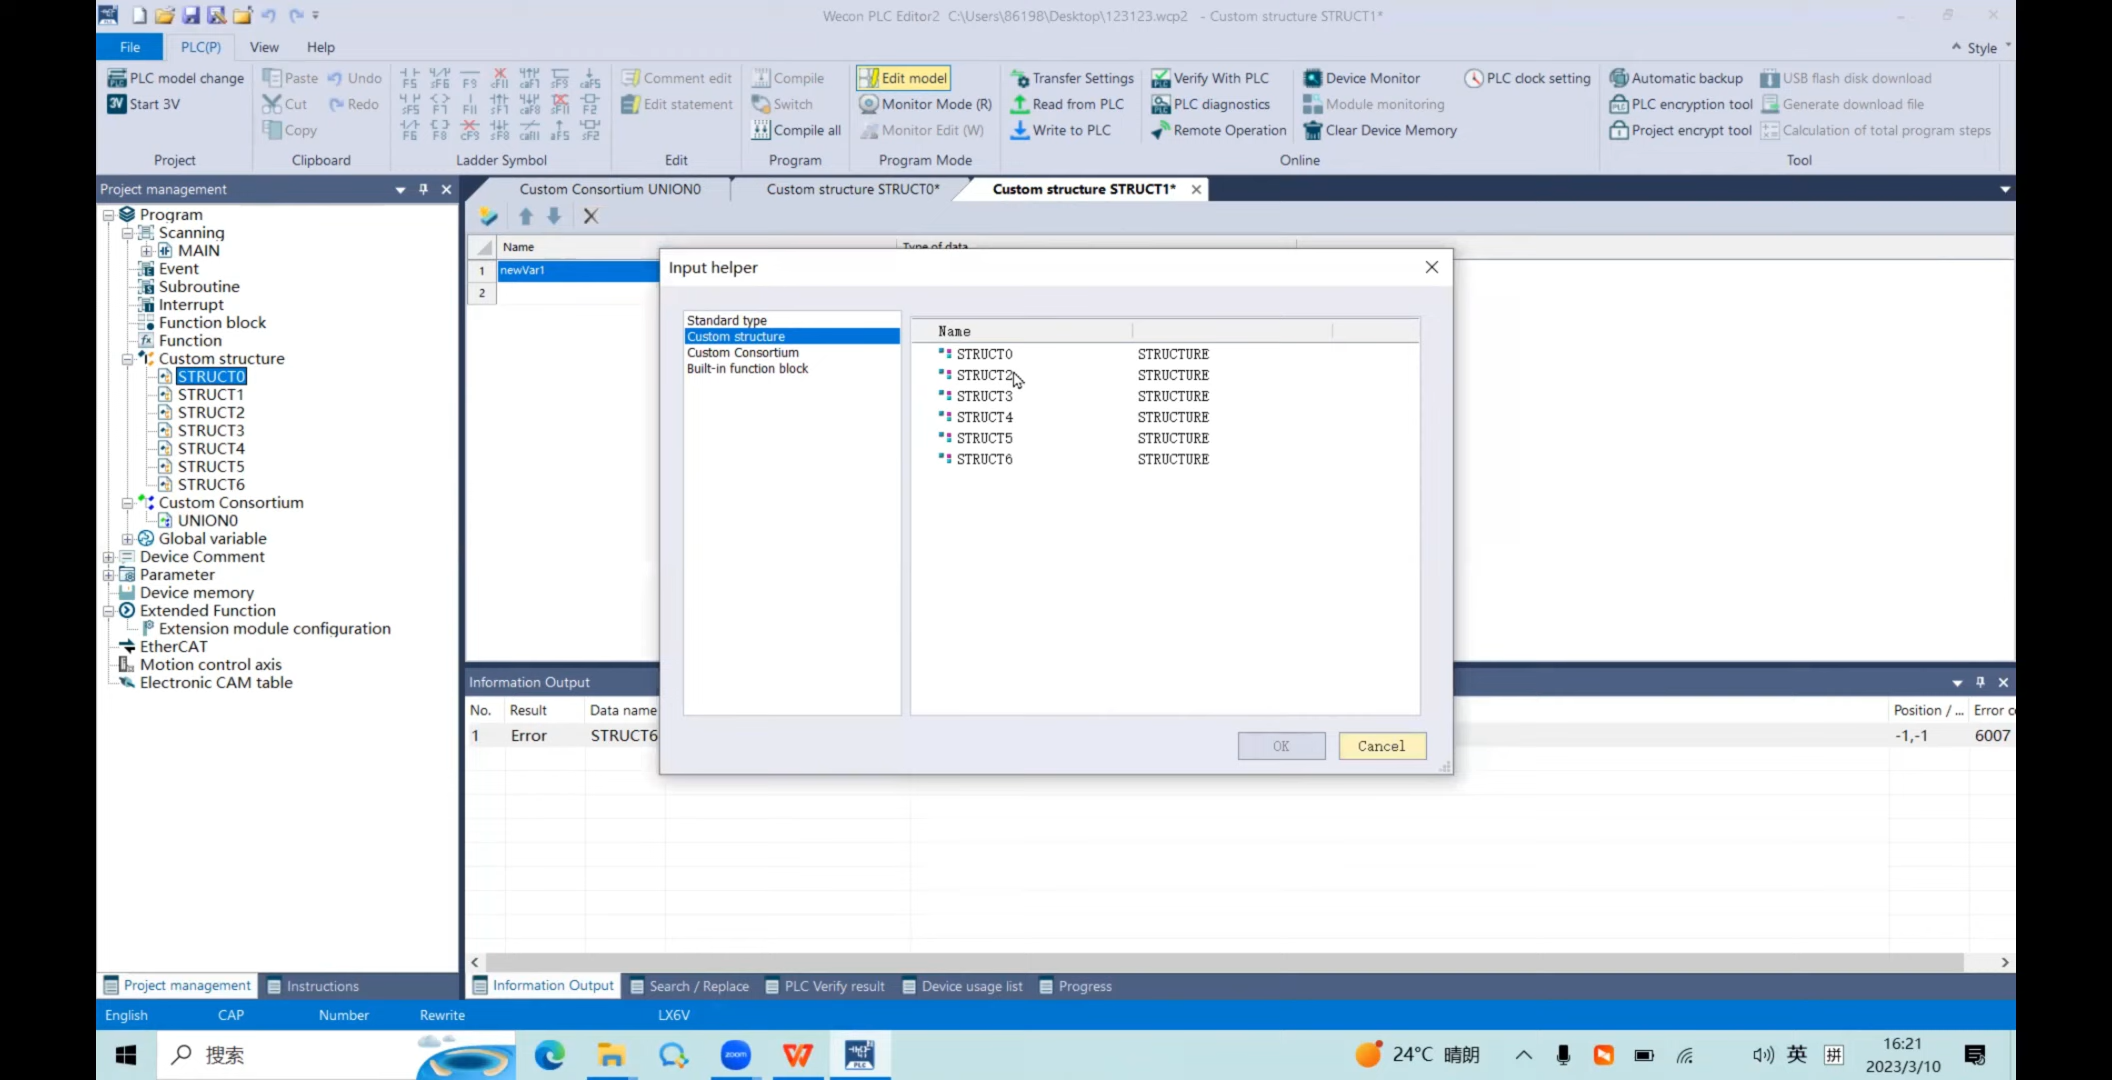 Wecon PLC Editor2 C:\Users\86198\Desktop\123123.wcp2 - Custom structure STRUCT1*
File PLC(P) View Help Style
PLC model change Paste Undo Comment edit Compile Edit model Transfer Settings Verify With PLC Device Monitor PLC clock setting Automatic backup USB flash disk download
Start 3V Cut Redo Edit statement Switch Monitor Mode (R) Read from PLC PLC diagnostics Module monitoring PLC encryption tool Generate download file
Copy Compile all Monitor Edit (W) Write to PLC Remote Operation Clear Device Memory Project encrypt tool Calculation of total program steps
Project Clipboard Ladder Symbol Edit Program Program Mode Online Tool
Project management
Custom Consortium UNION0 Custom structure STRUCT0* Custom structure STRUCT1*
Program
Scanning
MAIN
Event
Subroutine
Interrupt
Function block
Function
Custom structure
STRUCT0
STRUCT1
STRUCT2
STRUCT3
STRUCT4
STRUCT5
STRUCT6
Custom Consortium
UNION0
Global variable
Device Comment
Parameter
Device memory
Extended Function
Extension module configuration
EtherCAT
Motion control axis
Electronic CAM table
Name Type of data
1 newVar1
2
Input helper
Standard type
Custom structure
Custom Consortium
Built-in function block
Name
STRUCT0 STRUCTURE
STRUCT2 STRUCTURE
STRUCT3 STRUCTURE
STRUCT4 STRUCTURE
STRUCT5 STRUCTURE
STRUCT6 STRUCTURE
OK Cancel
Information Output
No. Result Data name Position / ... Error c
1 Error STRUCT6 -1,-1 6007
Project management Instructions
Information Output Search / Replace PLC Verify result Device usage list Progress
English CAP Number Rewrite LX6V
搜索
zoom
PLC
24°C 晴朗
英 拼
16:21
2023/3/10